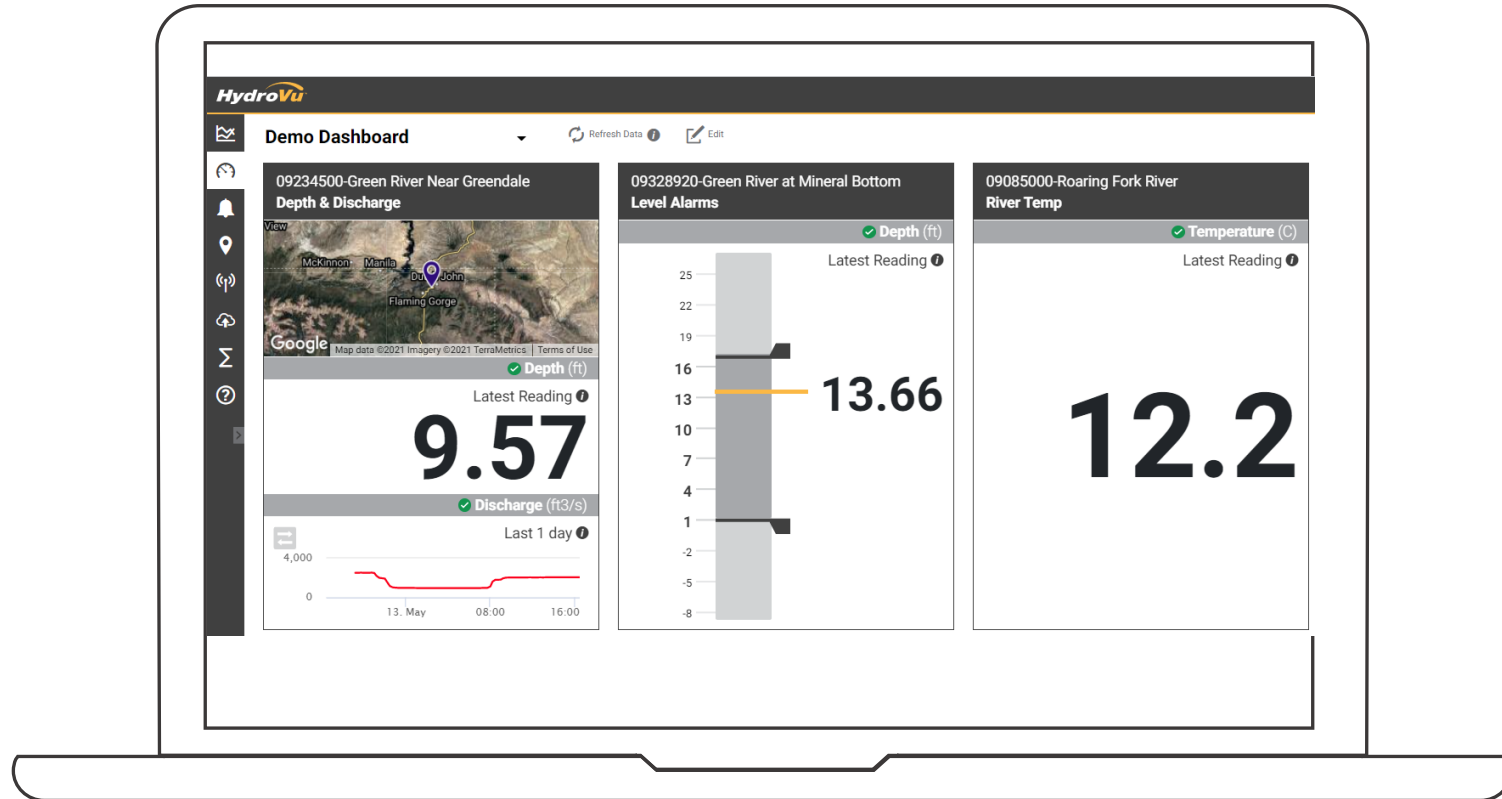 HydroVu
Demo Dashboard
Refresh Data
Edit
09234500-Green River Near Greendale
Depth & Discharge
View
McKinnon
Manila
Dutch John
Flaming Gorge
Google
Map data ©2021 Imagery ©2021 TerraMetrics
Terms of Use
Depth (ft)
Latest Reading
9.57
Discharge (ft3/s)
Last 1 day
4,000
0
13. May
08:00
16:00
09328920-Green River at Mineral Bottom
Level Alarms
Depth (ft)
Latest Reading
25
22
19
16
13
10
7
4
1
-2
-5
-8
13.66
09085000-Roaring Fork River
River Temp
Temperature (C)
Latest Reading
12.2